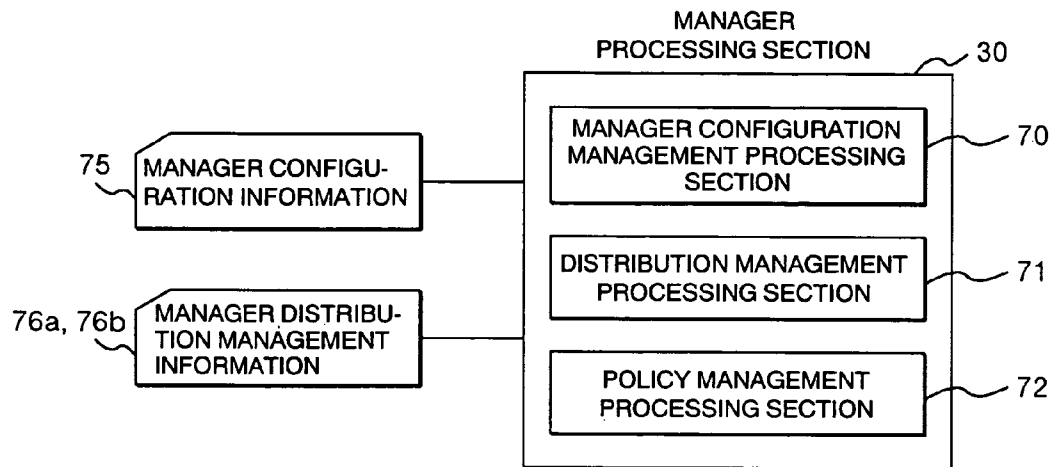 MANAGER
PROCESSING SECTION
30
MANAGER CONFIGURATION
MANAGEMENT PROCESSING
SECTION
70
75
MANAGER CONFIGU-
RATION INFORMATION
DISTRIBUTION MANAGEMENT
PROCESSING SECTION
71
76a, 76b
MANAGER DISTRIBU-
TION MANAGEMENT
INFORMATION
POLICY MANAGEMENT
PROCESSING SECTION
72